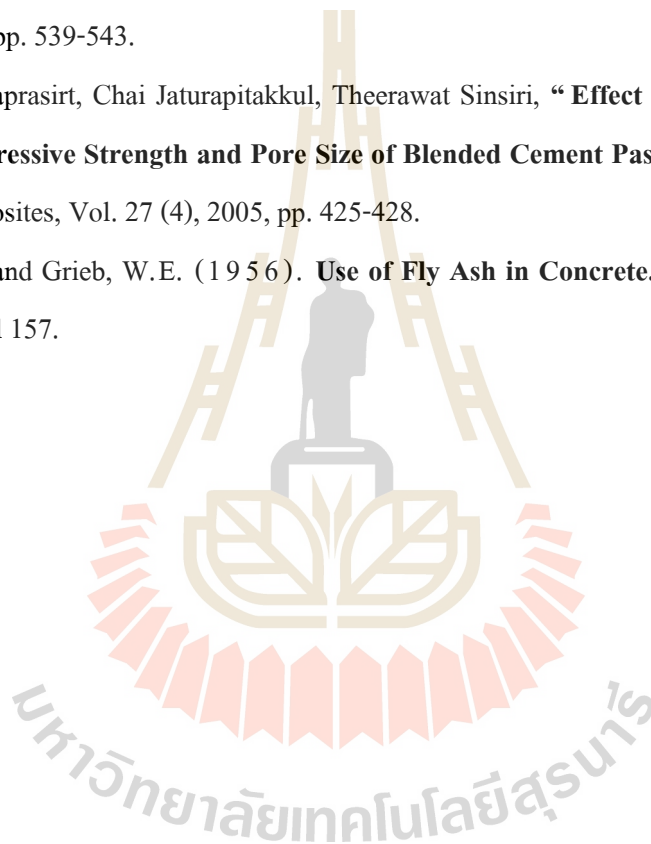 pp. 539-543.
aprasirt, Chai Jaturapitakkul, Theerawat Sinsiri, “ Effect
ressive Strength and Pore Size of Blended Cement Pas
osites, Vol. 27 (4), 2005, pp. 425-428.
and Grieb, W.E. (1956). Use of Fly Ash in Concrete.
l 157.
มหาวิทยาลัยเทคโนโลยีสุรนารี